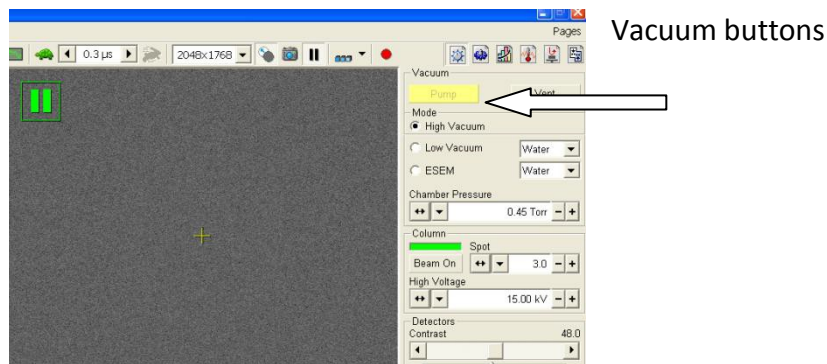 Vacuum buttons
Pages
0.3 µs
2048x1768
Vacuum
Pump
Vent
Mode
High Vacuum
Low Vacuum
Water
ESEM
Water
Chamber Pressure
0.45 Torr
Column
Spot
Beam On
3.0
High Voltage
15.00 kV
Detectors
Contrast
48.0